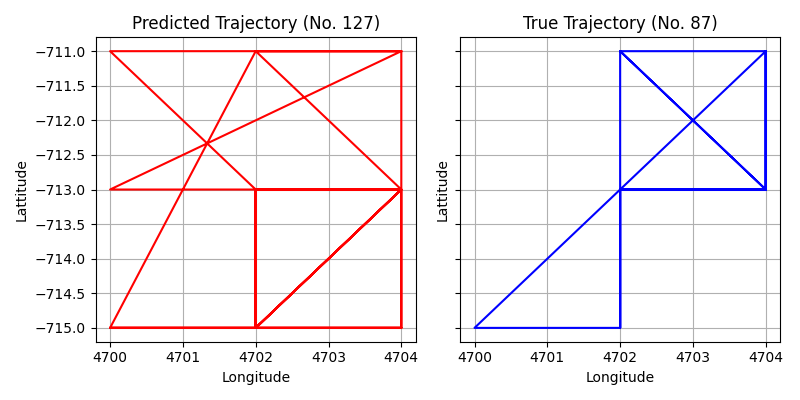 Predicted Trajectory (No. 127)
True Trajectory (No. 87)
Lattitude
−711.0
−711.5
−712.0
−712.5
−713.0
−713.5
−714.0
−714.5
−715.0
4700 4701 4702 4703 4704
Longitude
Lattitude
4700 4701 4702 4703 4704
Longitude